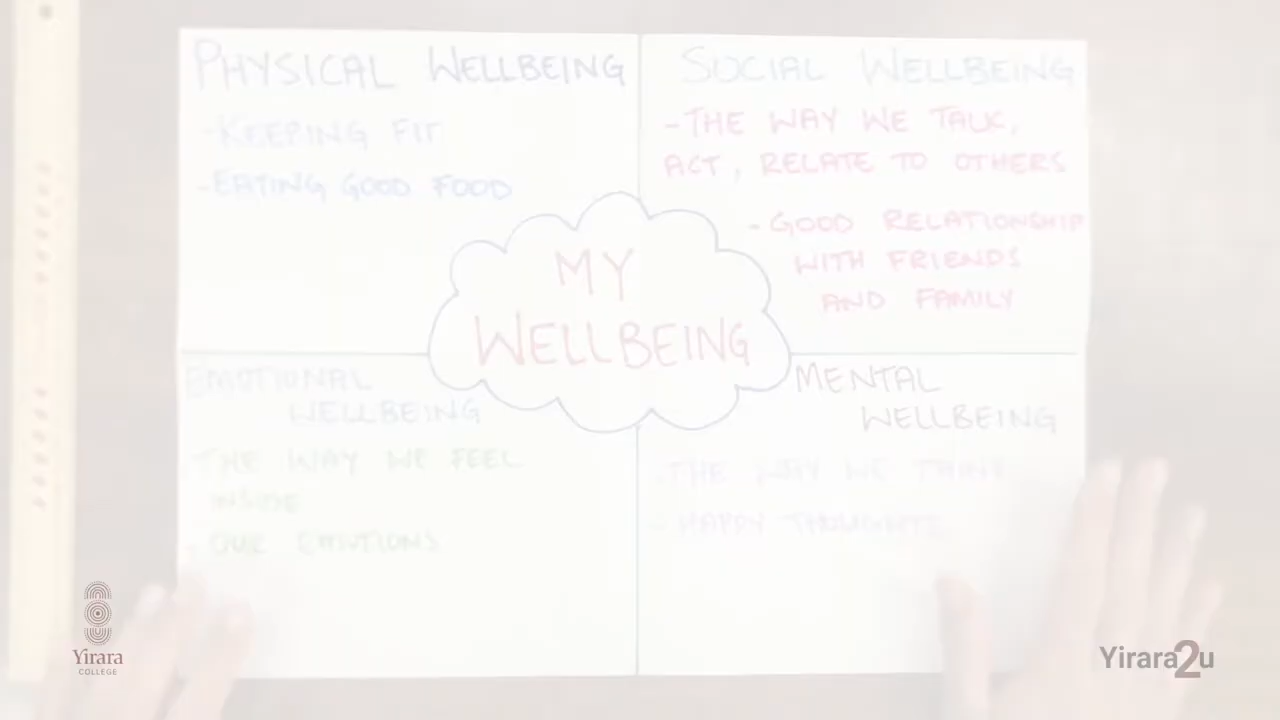 PHYSICAL WELLBEING
-KEEPING FIT
-EATING GOOD FOOD
SOCIAL WELLBEING
-THE WAY WE TALK,
ACT, RELATE TO OTHERS
-GOOD RELATIONSHIP
WITH FRIENDS
AND FAMILY
MY
WELLBEING
EMOTIONAL
WELLBEING
-THE WAY WE FEEL
INSIDE
- OUR EMOTIONS
MENTAL
WELLBEING
-THE WAY WE THINK
- HAPPY THOUGHTS
Yirara
COLLEGE
Yirara2u